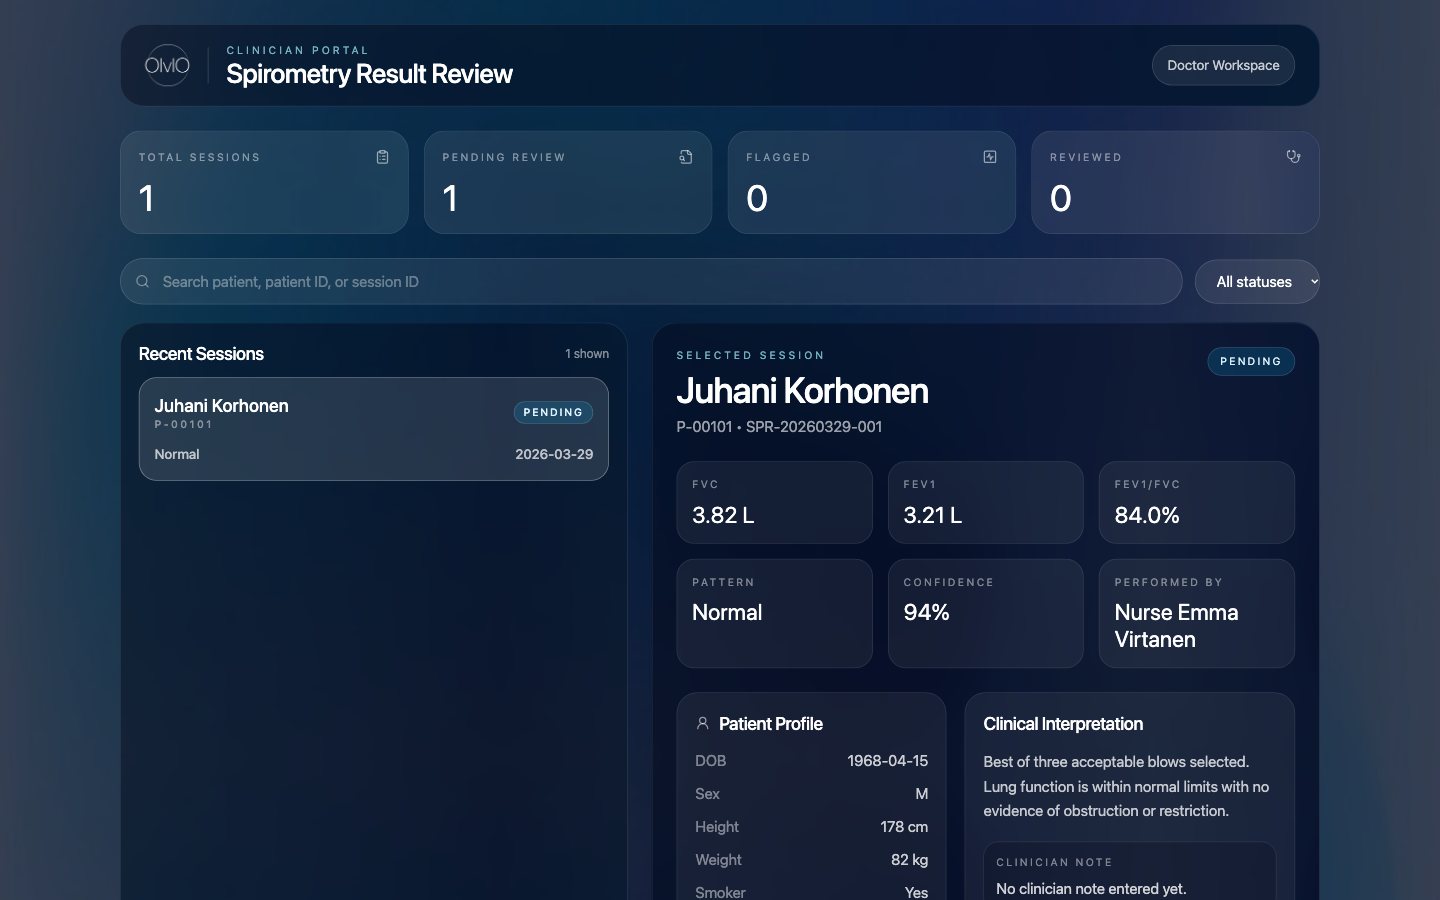 OMO
CLINICIAN PORTAL
Spirometry Result Review
Doctor Workspace
TOTAL SESSIONS
1
PENDING REVIEW
1
FLAGGED
0
REVIEWED
0
Search patient, patient ID, or session ID
All statuses
Recent Sessions
1 shown
Juhani Korhonen
P-00101
PENDING
Normal
2026-03-29
SELECTED SESSION
PENDING
Juhani Korhonen
P-00101 • SPR-20260329-001
FVC
3.82 L
FEV1
3.21 L
FEV1/FVC
84.0%
PATTERN
Normal
CONFIDENCE
94%
PERFORMED BY
Nurse Emma
Virtanen
Patient Profile
DOB 1968-04-15
Sex M
Height 178 cm
Weight 82 kg
Smoker Yes
Clinical Interpretation
Best of three acceptable blows selected.
Lung function is within normal limits with no
evidence of obstruction or restriction.
CLINICIAN NOTE
No clinician note entered yet.